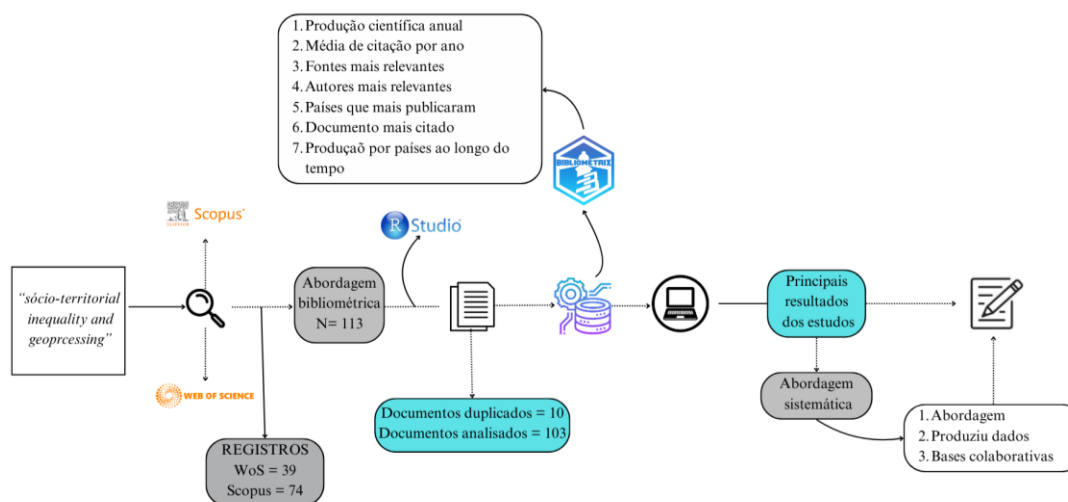 1. Produção científica anual
2. Média de citação por ano
3. Fontes mais relevantes
4. Autores mais relevantes
5. Países que mais publicaram
6. Documento mais citado
7. Produçaõ por países ao longo do
tempo
BIBLIOMETRIX
ELSEVIER
Scopus®
R Studio
“sócio-territorial
inequality and
geoprcessing”
Abordagem
bibliométrica
N= 113
Principais
resultados
dos estudos
WEB OF SCIENCE
Documentos duplicados = 10
Documentos analisados = 103
Abordagem
sistemática
REGISTROS
WoS = 39
Scopus = 74
1. Abordagem
2. Produziu dados
3. Bases colaborativas